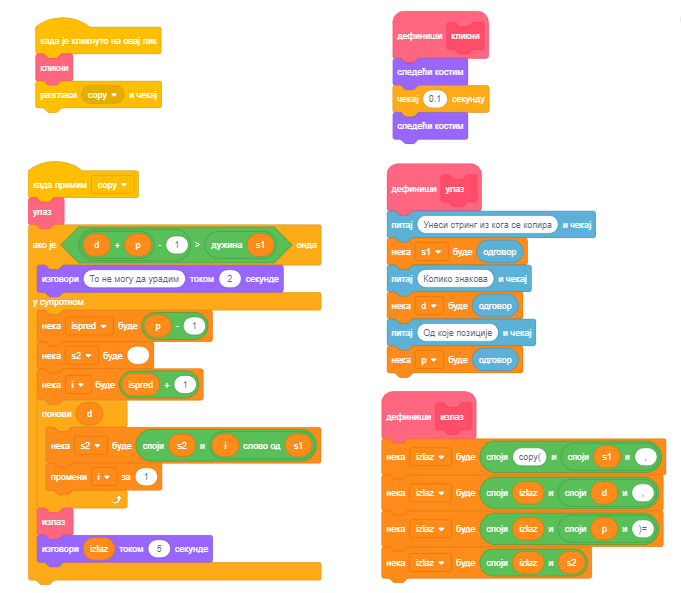 када је кликнуто на овај лик
кликни
разгласи copy и чекај
дефиниши кликни
следећи костим
чекај 0.1 секунду
следећи костим
када примим copy
улаз
ако је d + p - 1 > дужина s1 онда
изговори То не могу да урадим током 2 секунде
у супротном
нека ispred буде p - 1
нека s2 буде
нека i буде ispred + 1
понови d
нека s2 буде споји s2 и i слово од s1
промени i за 1
излаз
изговори izlaz током 5 секунде
дефиниши улаз
питај Унеси стринг из кога се копира и чекај
нека s1 буде одговор
питај Колико знакова и чекај
нека d буде одговор
питај Од које позиције и чекај
нека p буде одговор
дефиниши излаз
нека izlaz буде споји copy( и споји s1 и ,
нека izlaz буде споји izlaz и споји d и ,
нека izlaz буде споји izlaz и споји p и )=
нека izlaz буде споји izlaz и s2